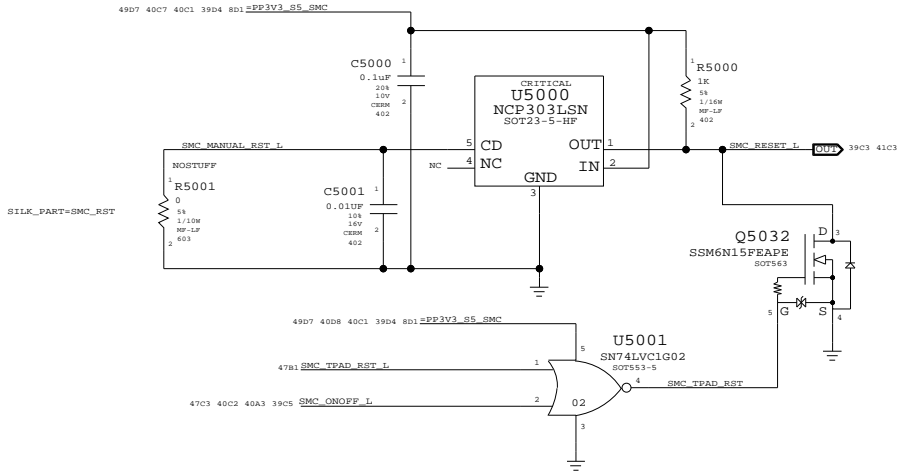 49D7 40C7 40C1 39D4 8D1 =PP3V3_S5_SMC
C5000
0.1uF
20%
10V
CERM
402
1
2
CRITICAL
U5000
NCP303LSN
SOT23-5-HF
5 CD
4 NC
NC
OUT 1
IN 2
GND
3
1
R5000
1K
5%
1/16W
MF-LF
402
2
SMC_MANUAL_RST_L
SMC_RESET_L
OUT
39C3 41C3
NOSTUFF
1
R5001
0
5%
1/10W
MF-LF
603
2
SILK_PART=SMC_RST
1
C5001
0.01UF
10%
16V
CERM
402
2
Q5032
SSM6N15FEAPE
SOT563
D 3
5 G
S 4
49D7 40D8 40C1 39D4 8D1 =PP3V3_S5_SMC
U5001
SN74LVC1G02
SOT553-5
5
47B1 SMC_TPAD_RST_L
1
4
SMC_TPAD_RST
47C3 40C2 40A3 39C5 SMC_ONOFF_L
2
02
3